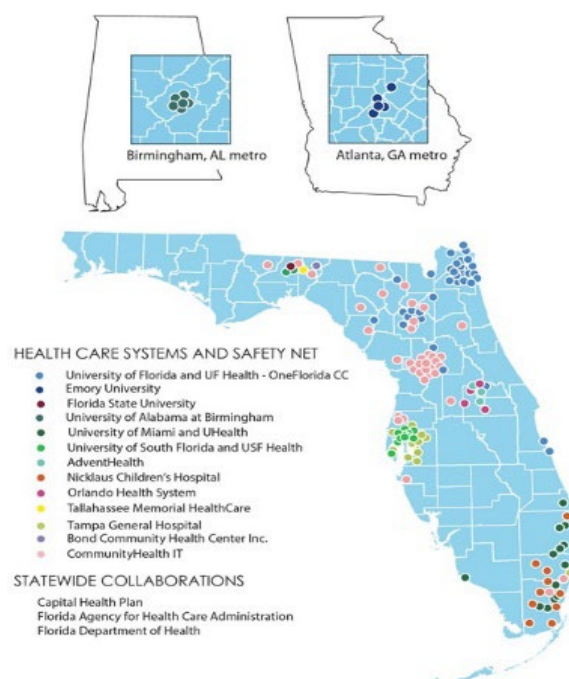 Birmingham, AL metro
Atlanta, GA metro
HEALTH CARE SYSTEMS AND SAFETY NET
University of Florida and UF Health - OneFlorida CC
Emory University
Florida State University
University of Alabama at Birmingham
University of Miami and UHealth
University of South Florida and USF Health
AdventHealth
Nicklaus Children's Hospital
Orlando Health System
Tallahassee Memorial HealthCare
Tampa General Hospital
Bond Community Health Center Inc.
CommunityHealth IT
STATEWIDE COLLABORATIONS
Capital Health Plan
Florida Agency for Health Care Administration
Florida Department of Health